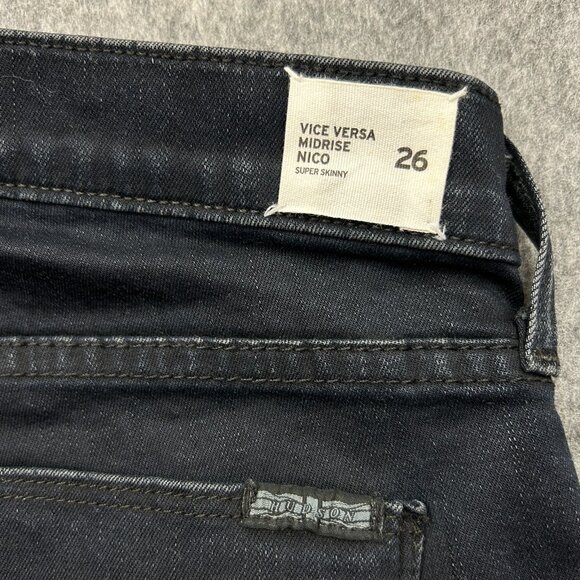 VICE VERSA
MIDRISE
NICO
SUPER SKINNY
26
HUDSON